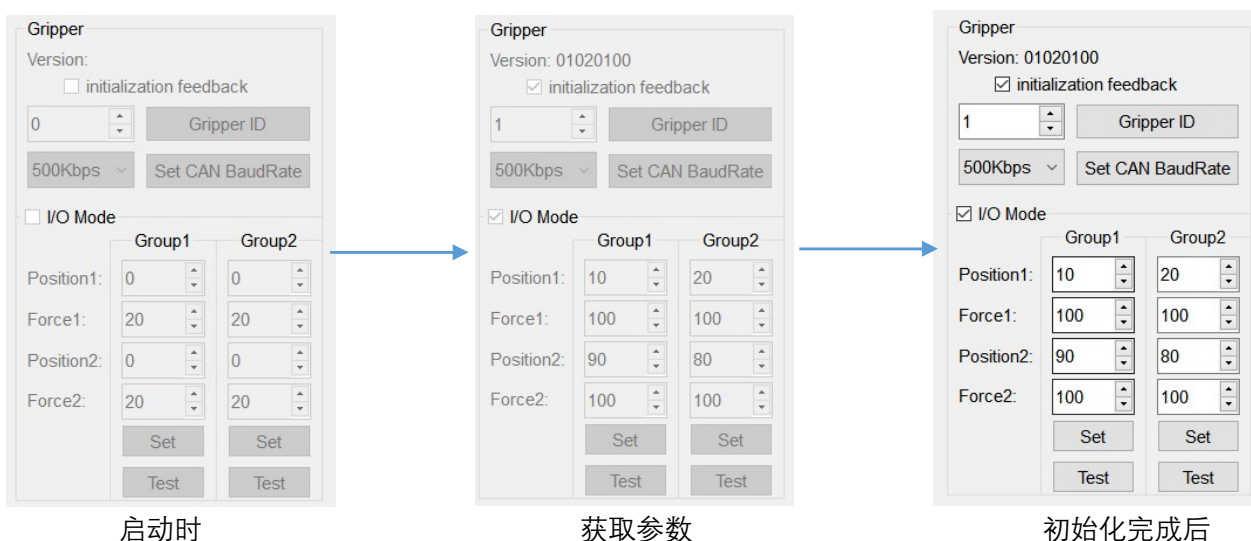 Gripper
Version:
initialization feedback
0 Gripper ID
500Kbps Set CAN BaudRate
I/O Mode
Group1 Group2
Position1: 0 0
Force1: 20 20
Position2: 0 0
Force2: 20 20
Set Set
Test Test
启动时
Gripper
Version: 01020100
initialization feedback
1 Gripper ID
500Kbps Set CAN BaudRate
I/O Mode
Group1 Group2
Position1: 10 20
Force1: 100 100
Position2: 90 80
Force2: 100 100
Set Set
Test Test
获取参数
Gripper
Version: 01020100
initialization feedback
1 Gripper ID
500Kbps Set CAN BaudRate
I/O Mode
Group1 Group2
Position1: 10 20
Force1: 100 100
Position2: 90 80
Force2: 100 100
Set Set
Test Test
初始化完成后